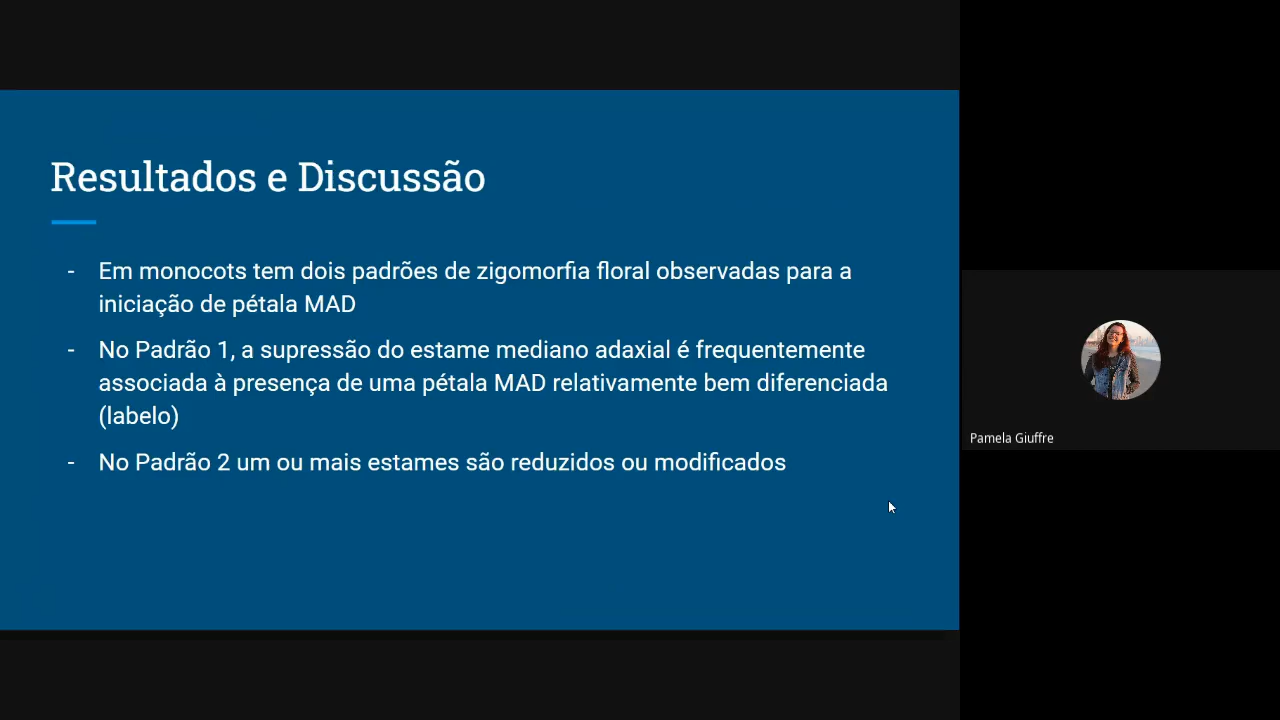 Resultados e Discussão
- Em monocots tem dois padrões de zigomorfia floral observadas para a
iniciação de pétala MAD
- No Padrão 1, a supressão do estame mediano adaxial é frequentemente
associada à presença de uma pétala MAD relativamente bem diferenciada
(labelo)
- No Padrão 2 um ou mais estames são reduzidos ou modificados
Pamela Giuffre